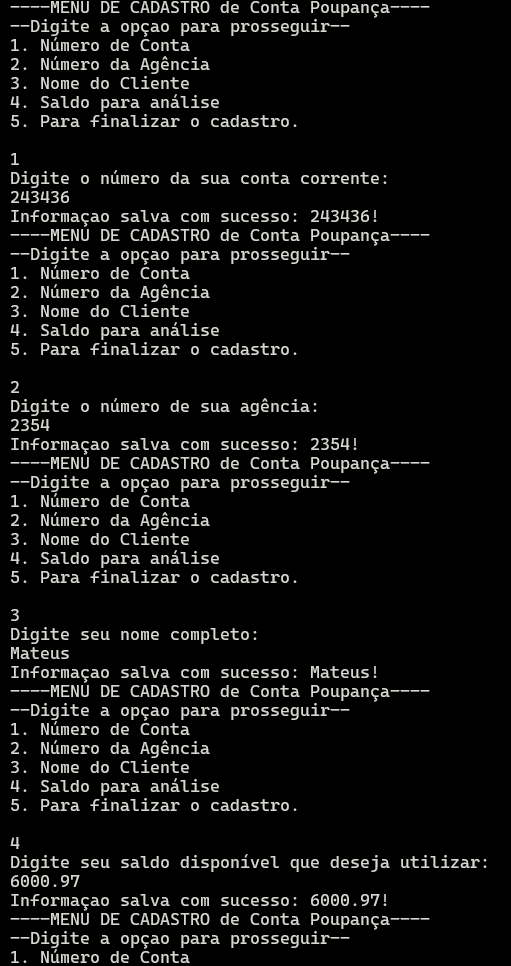 ----MENU DE CADASTRO de Conta Poupança----
--Digite a opçao para prosseguir--
1. Número de Conta
2. Número da Agência
3. Nome do Cliente
4. Saldo para análise
5. Para finalizar o cadastro.
1
Digite o número da sua conta corrente:
243436
Informaçao salva com sucesso: 243436!
----MENU DE CADASTRO de Conta Poupança----
--Digite a opçao para prosseguir--
1. Número de Conta
2. Número da Agência
3. Nome do Cliente
4. Saldo para análise
5. Para finalizar o cadastro.
2
Digite o número de sua agência:
2354
Informaçao salva com sucesso: 2354!
----MENU DE CADASTRO de Conta Poupança----
--Digite a opçao para prosseguir--
1. Número de Conta
2. Número da Agência
3. Nome do Cliente
4. Saldo para análise
5. Para finalizar o cadastro.
3
Digite seu nome completo:
Mateus
Informaçao salva com sucesso: Mateus!
----MENU DE CADASTRO de Conta Poupança----
--Digite a opçao para prosseguir--
1. Número de Conta
2. Número da Agência
3. Nome do Cliente
4. Saldo para análise
5. Para finalizar o cadastro.
4
Digite seu saldo disponível que deseja utilizar:
6000.97
Informaçao salva com sucesso: 6000.97!
----MENU DE CADASTRO de Conta Poupança----
--Digite a opçao para prosseguir--
1. Número de Conta